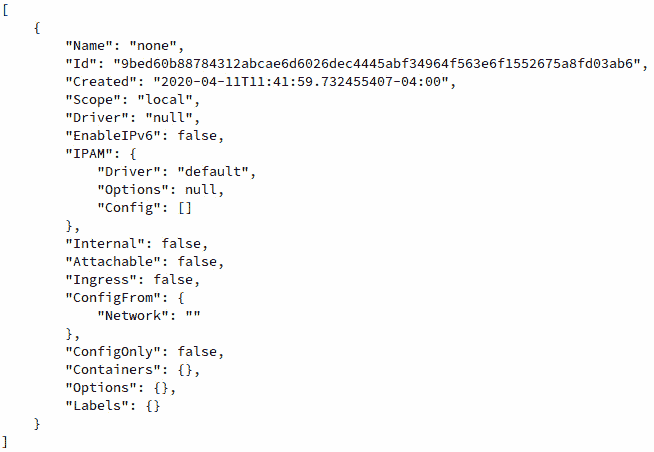 [
    {
        "Name": "none",
        "Id": "9bed60b88784312abcae6d6026dec4445abf34964f563e6f1552675a8fd03ab6",
        "Created": "2020-04-11T11:41:59.732455407-04:00",
        "Scope": "local",
        "Driver": "null",
        "EnableIPv6": false,
        "IPAM": {
            "Driver": "default",
            "Options": null,
            "Config": []
        },
        "Internal": false,
        "Attachable": false,
        "Ingress": false,
        "ConfigFrom": {
            "Network": ""
        },
        "ConfigOnly": false,
        "Containers": {},
        "Options": {},
        "Labels": {}
    }
]